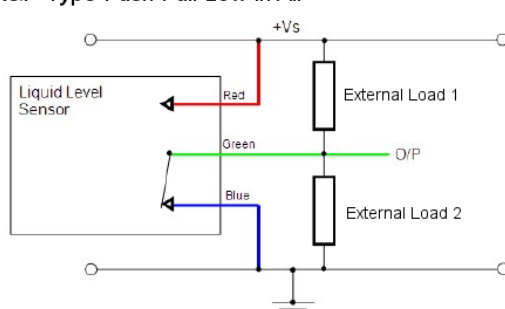 +Vs
Liquid Level
Sensor
Red
External Load 1
Green
O/P
Blue
External Load 2